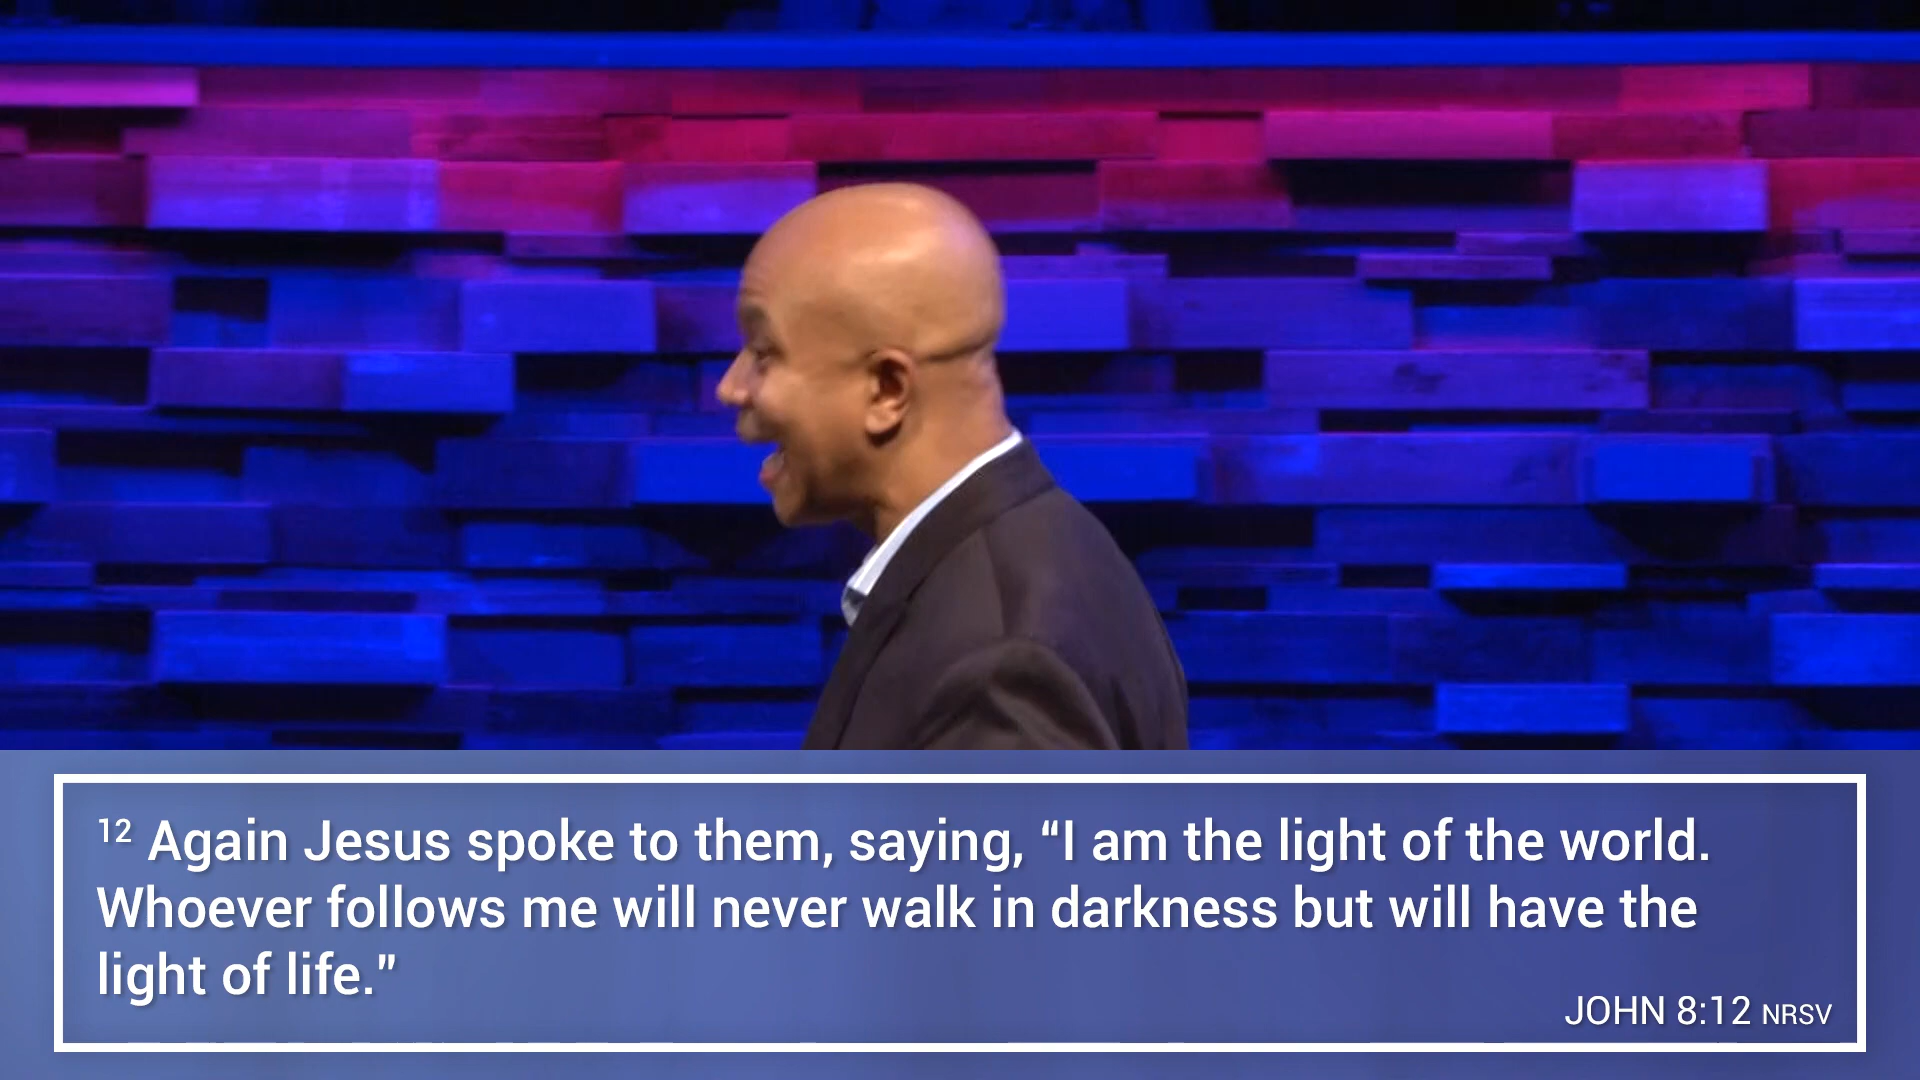 12 Again Jesus spoke to them, saying, “I am the light of the world.
Whoever follows me will never walk in darkness but will have the
light of life.”
JOHN 8:12 NRSV